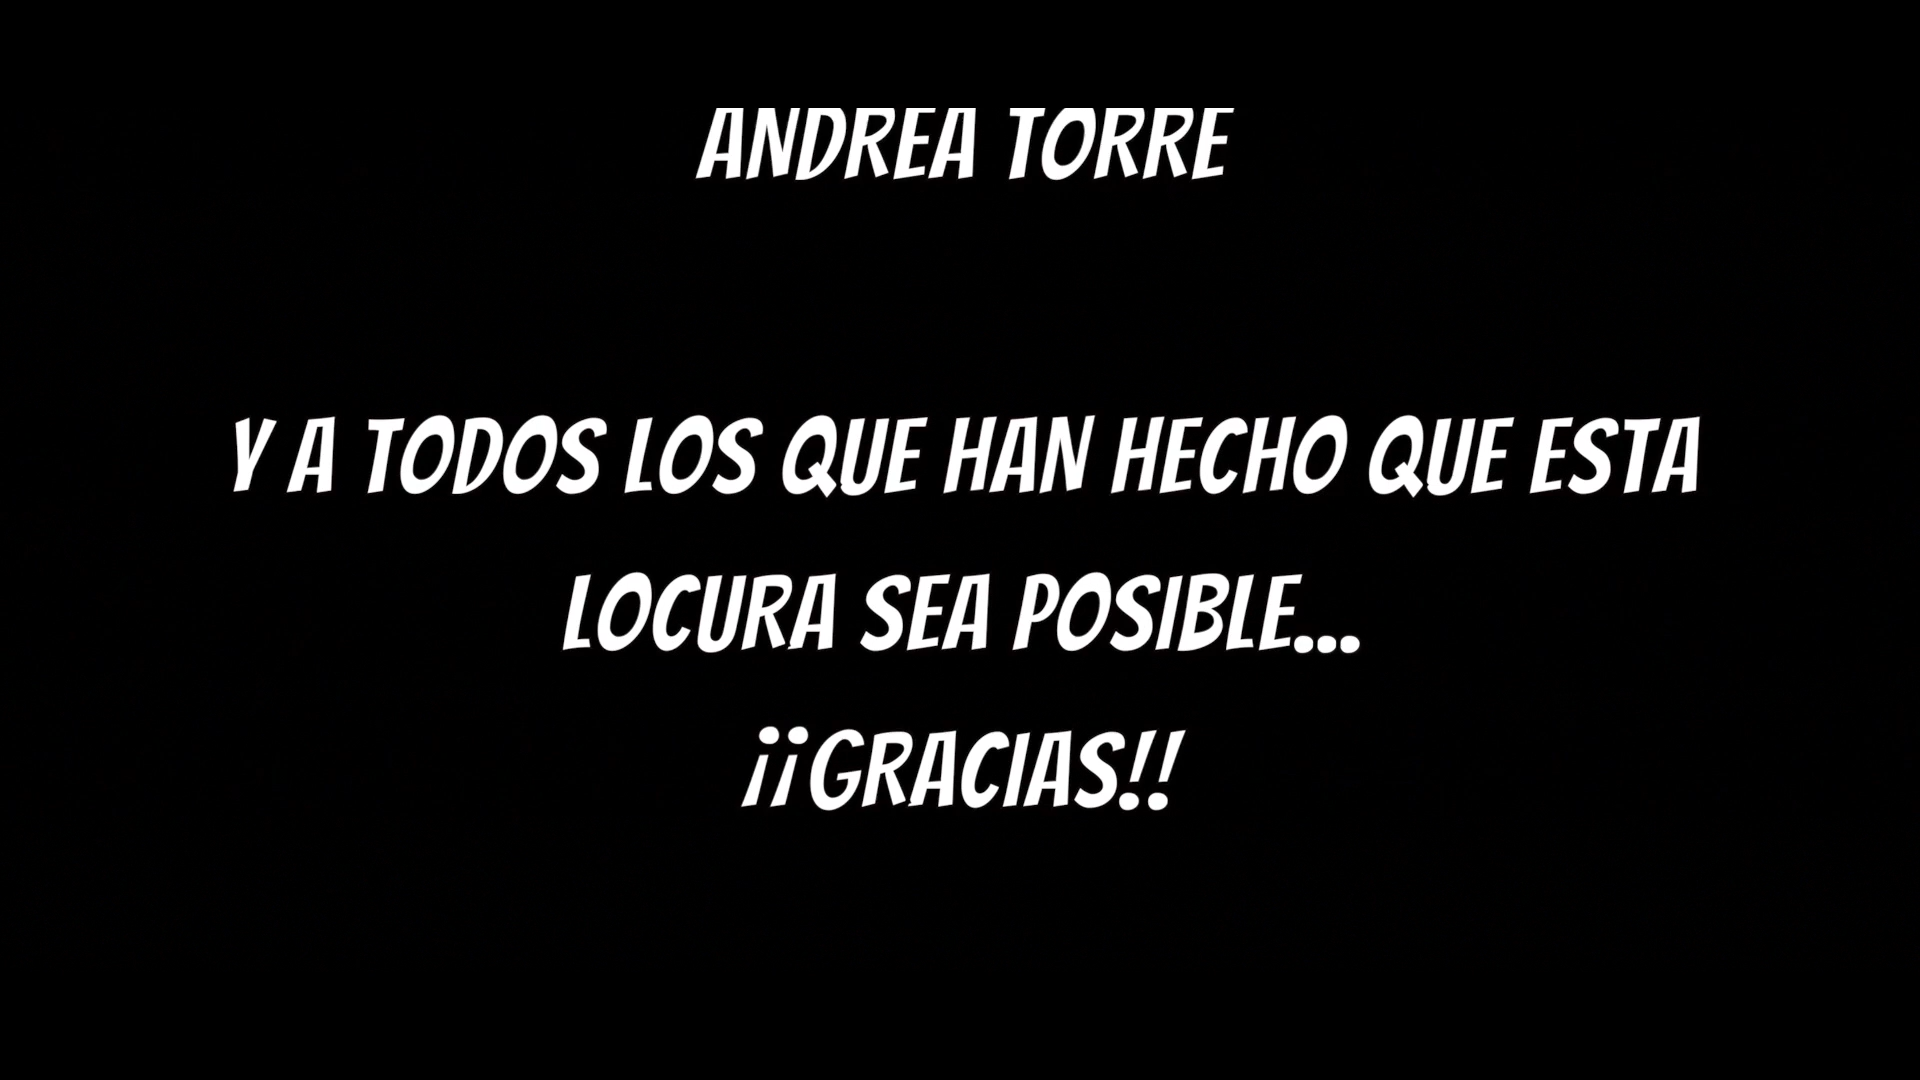 ANDREA TORRE
Y A TODOS LOS QUE HAN HECHO QUE ESTA
LOCURA SEA POSIBLE...
¡¡GRACIAS!!